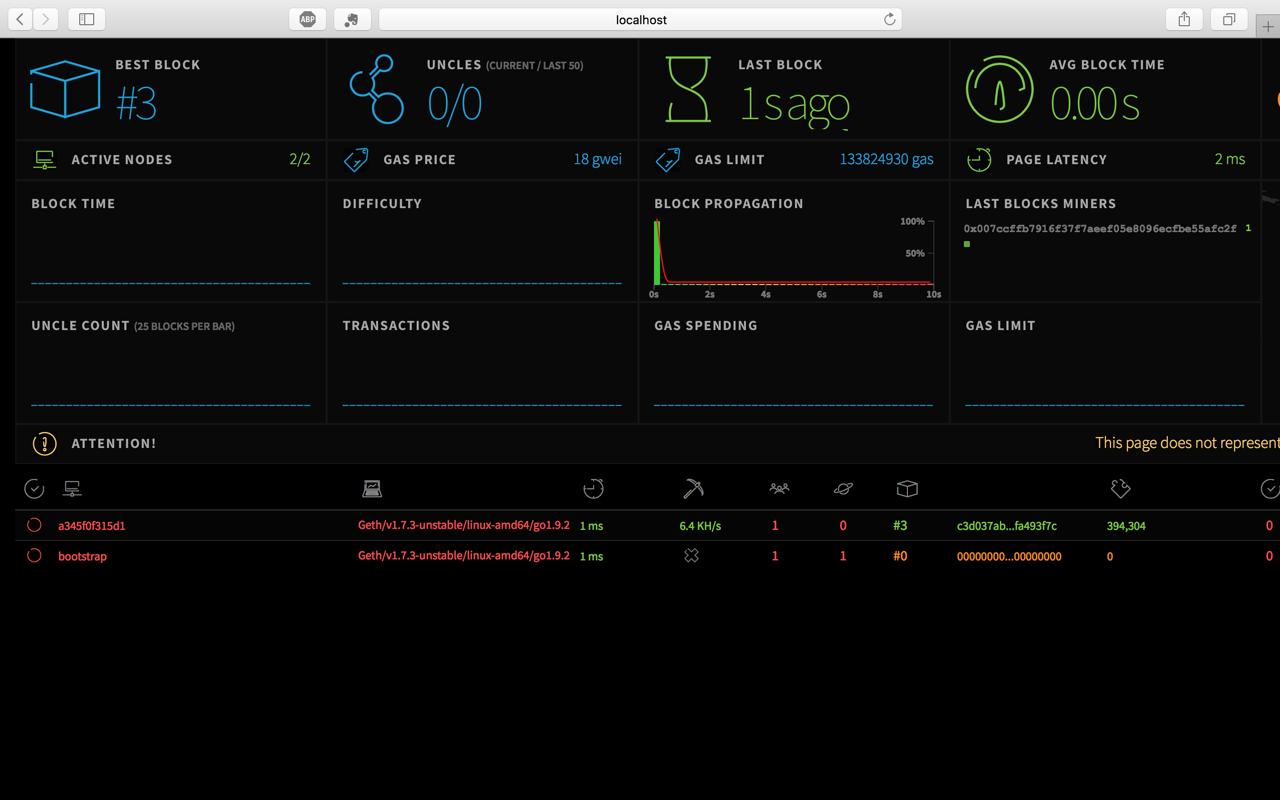 ABP
localhost
BEST BLOCK
#3
UNCLES (CURRENT / LAST 50)
0/0
LAST BLOCK
1 s ago
AVG BLOCK TIME
0.00 s
ACTIVE NODES 2/2
GAS PRICE 18 gwei
GAS LIMIT 133824930 gas
PAGE LATENCY 2 ms
BLOCK TIME
DIFFICULTY
BLOCK PROPAGATION
100%
50%
0s 2s 4s 6s 8s 10s
LAST BLOCKS MINERS
0x007ccffb7916f37f7aeef05e8096ecfbe55afc2f 1
UNCLE COUNT (25 BLOCKS PER BAR)
TRANSACTIONS
GAS SPENDING
GAS LIMIT
ATTENTION! This page does not represent
a345f0f315d1 Geth/v1.7.3-unstable/linux-amd64/go1.9.2 1 ms 6.4 KH/s 1 0 #3 c3d037ab...fa493f7c 394,304 0
bootstrap Geth/v1.7.3-unstable/linux-amd64/go1.9.2 1 ms 1 1 #0 00000000...00000000 0 0